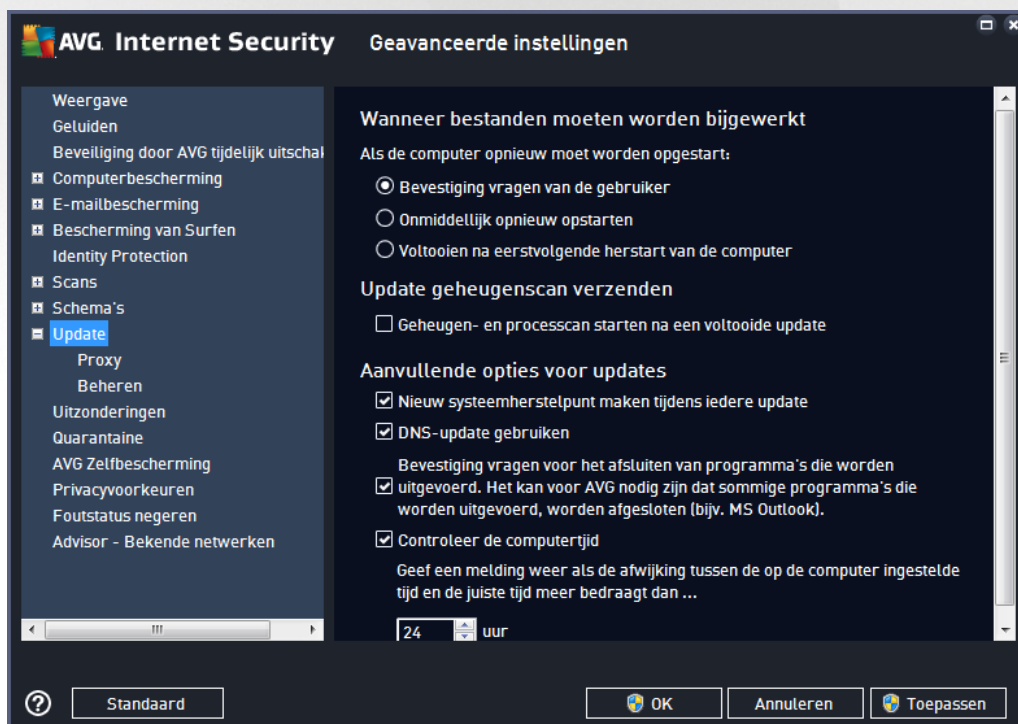 AVG. Internet Security
Geavanceerde instellingen
Weergave
Geluiden
Beveiliging door AVG tijdelijk uitschak
Computerbescherming
E-mailbescherming
Bescherming van Surfen
Identity Protection
Scans
Schema's
Update
Proxy
Beheren
Uitzonderingen
Quarantaine
AVG Zelfbescherming
Privacyvoorkeuren
Foutstatus negeren
Advisor - Bekende netwerken
Wanneer bestanden moeten worden bijgewerkt
Als de computer opnieuw moet worden opgestart:
Bevestiging vragen van de gebruiker
Onmiddellijk opnieuw opstarten
Voltooien na eerstvolgende herstart van de computer
Update geheugenscan verzenden
Geheugen- en processcan starten na een voltooide update
Aanvullende opties voor updates
Nieuw systeemherstelpunt maken tijdens iedere update
DNS-update gebruiken
Bevestiging vragen voor het afsluiten van programma's die worden
uitgevoerd. Het kan voor AVG nodig zijn dat sommige programma's die
worden uitgevoerd, worden afgesloten (bijv. MS Outlook).
Controleer de computertijd
Geef een melding weer als de afwijking tussen de op de computer ingestelde
tijd en de juiste tijd meer bedraagt dan ...
24 uur
Standaard
OK
Annuleren
Toepassen